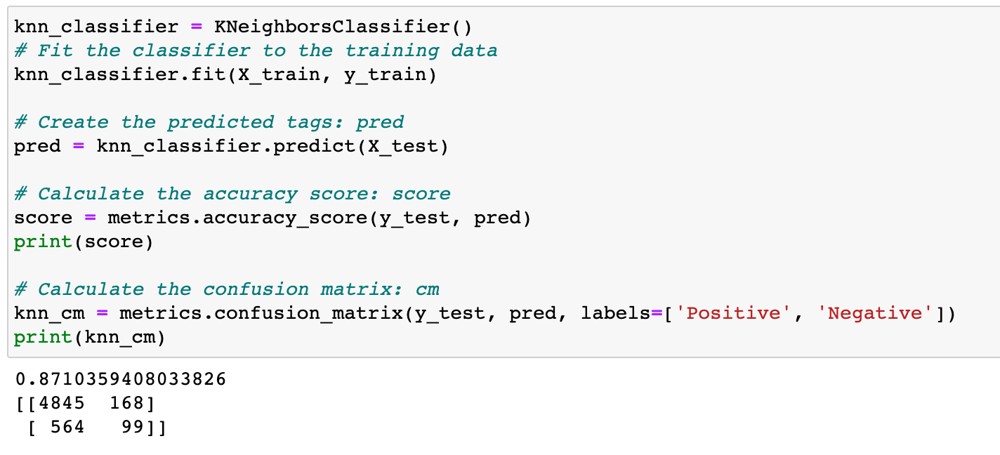 knn_classifier = KNeighborsClassifier()
# Fit the classifier to the training data
knn_classifier.fit(X_train, y_train)
# Create the predicted tags: pred
pred = knn_classifier.predict(X_test)
# Calculate the accuracy score: score
score = metrics.accuracy_score(y_test, pred)
print(score)
# Calculate the confusion matrix: cm
knn_cm = metrics.confusion_matrix(y_test, pred, labels=['Positive', 'Negative'])
print(knn_cm)
0.8710359408033826
[[4845  168]
 [ 564   99]]